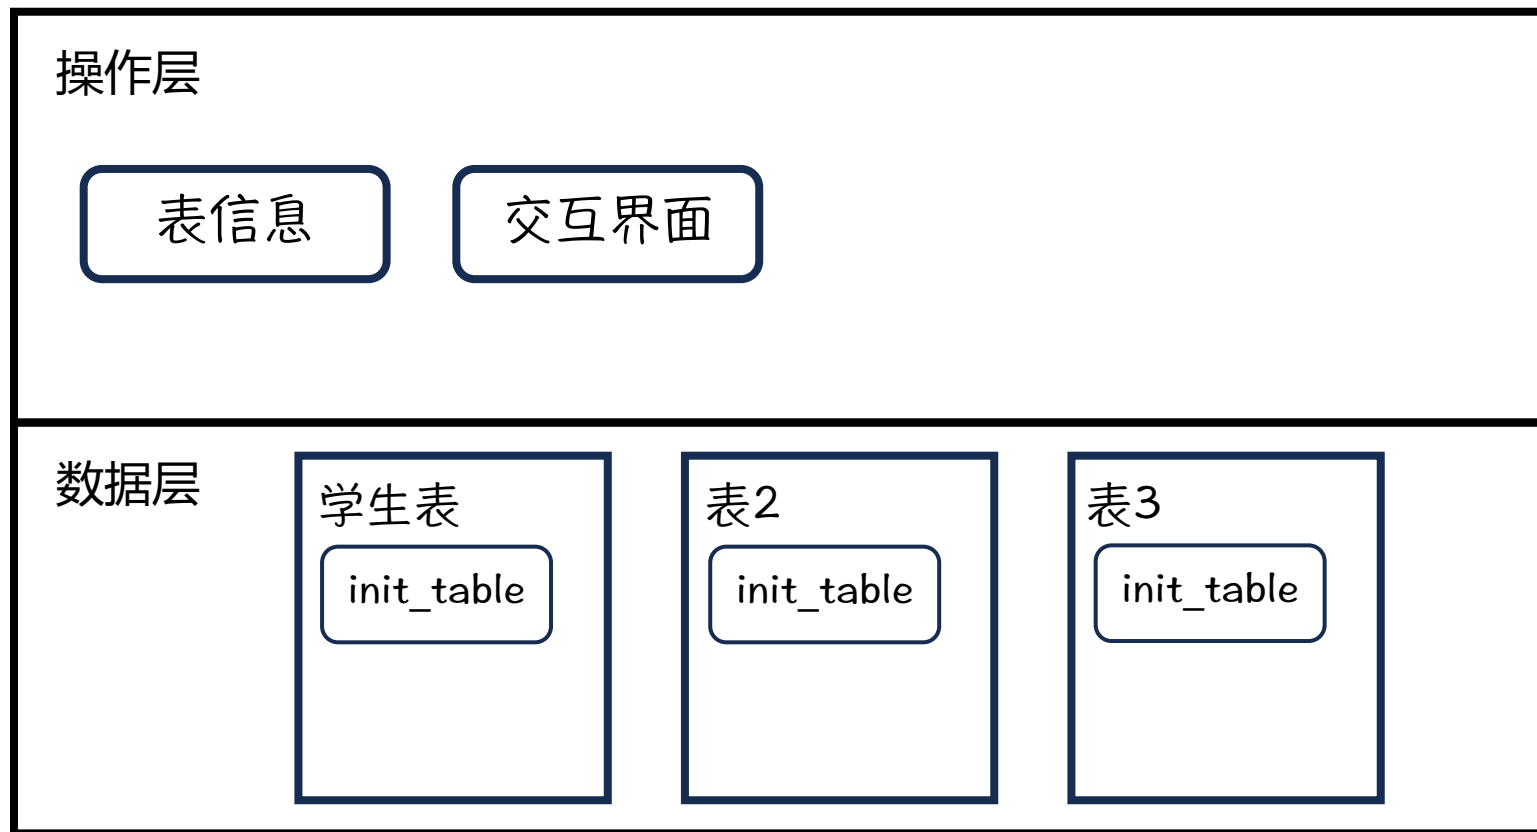 操作层
表信息
交互界面
数据层
学生表
init_table
表2
init_table
表3
init_table